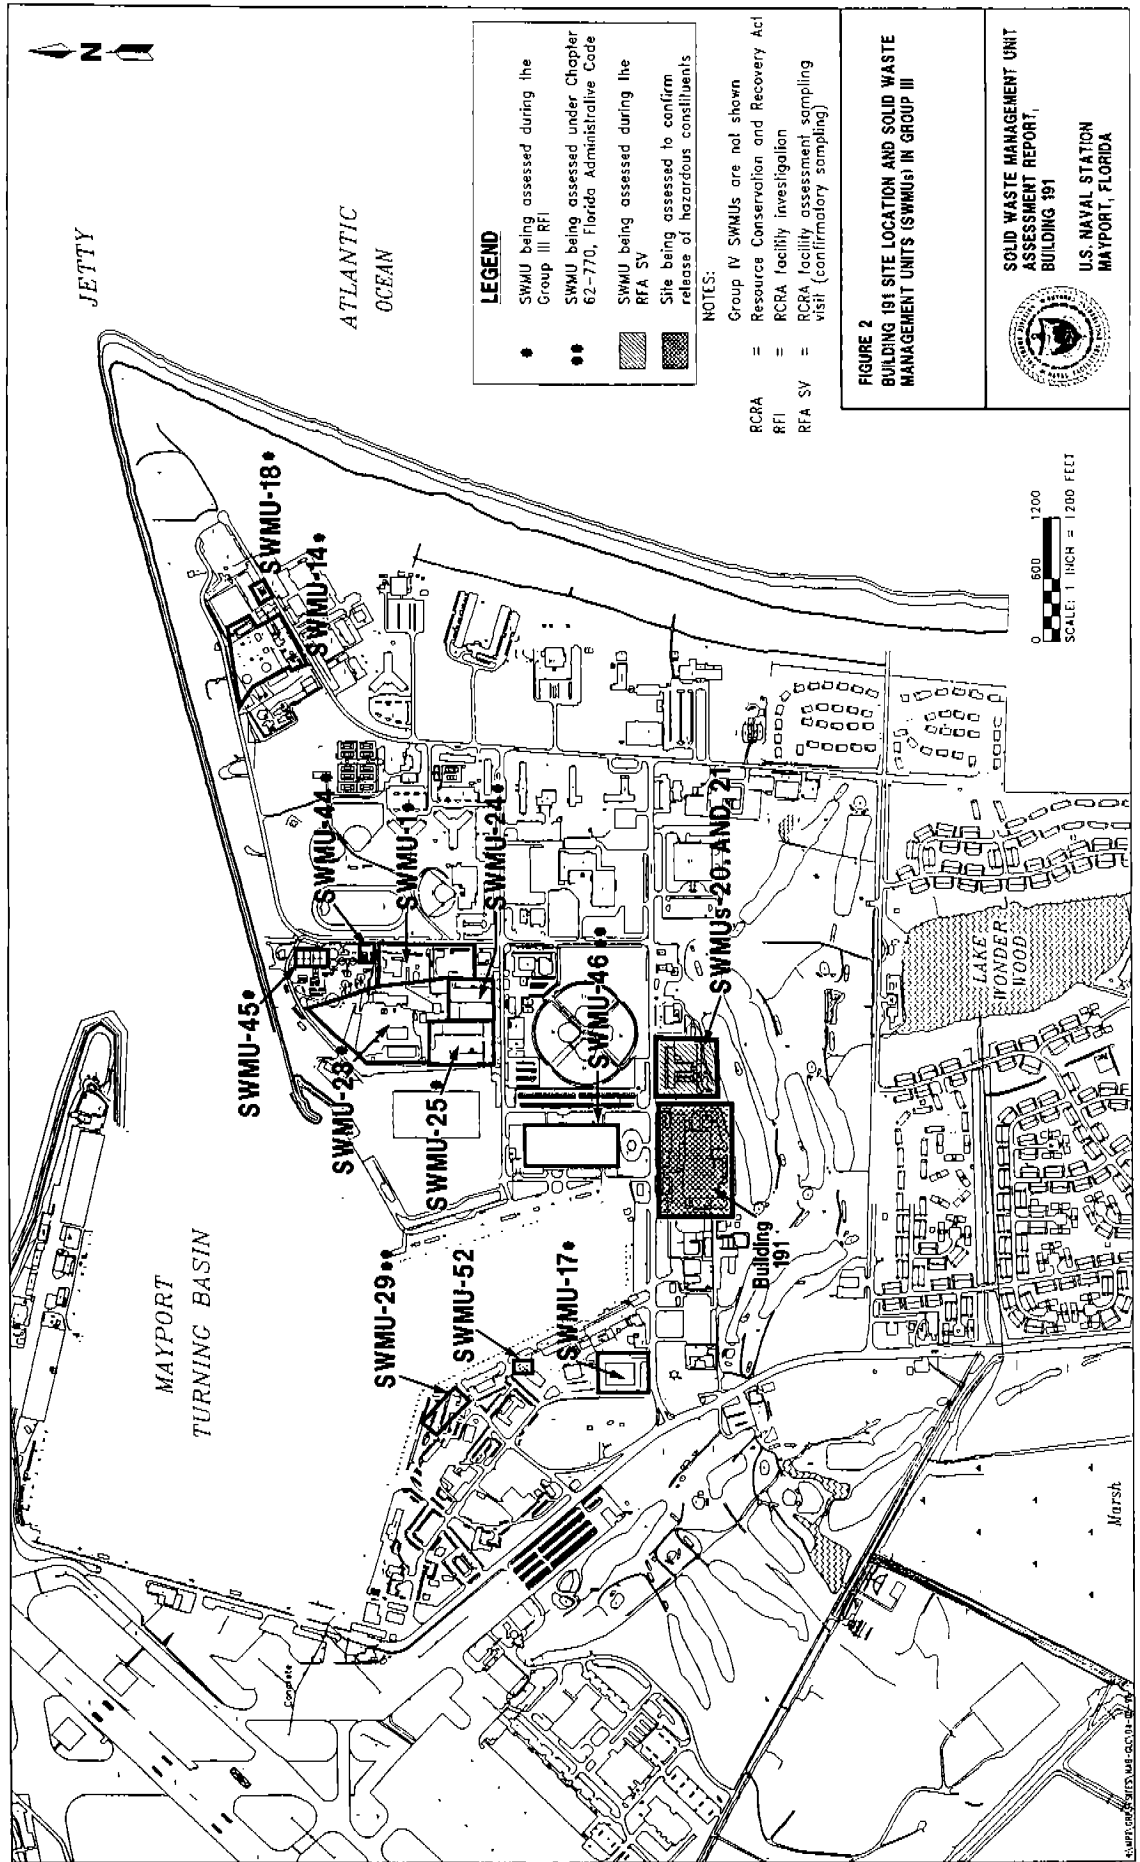 N
JETTY
ATLANTIC
OCEAN
MAYPORT
TURNING BASIN
SWMU-18*
SWMU-14*
SWMU-44*
SWMU-1*
SWMU-24*
SWMU-45*
SWMU-23*
SWMU-25*
SWMU-46**
SWMUs-20 AND 21
SWMU-29**
SWMU-52
SWMU-17*
Building
191
LAKE
WONDER
WOOD
Marsh
Concrete
LEGEND
* SWMU being assessed during the
Group III RFI
** SWMU being assessed under Chapter
62-770, Florida Administrative Code
SWMU being assessed during the
RFA SV
Site being assessed to confirm
release of hazardous constituents
NOTES:
Group IV SWMUs are not shown
RCRA = Resource Conservation and Recovery Act
RFI = RCRA facility investigation
RFA SV = RCRA facility assessment sampling
visit (confirmatory sampling)
0 600 1200
SCALE: 1 INCH = 1200 FEET
FIGURE 2
BUILDING 191 SITE LOCATION AND SOLID WASTE
MANAGEMENT UNITS (SWMUs) IN GROUP III
SOLID WASTE MANAGEMENT UNIT
ASSESSMENT REPORT,
BUILDING 191
U.S. NAVAL STATION
MAYPORT, FLORIDA